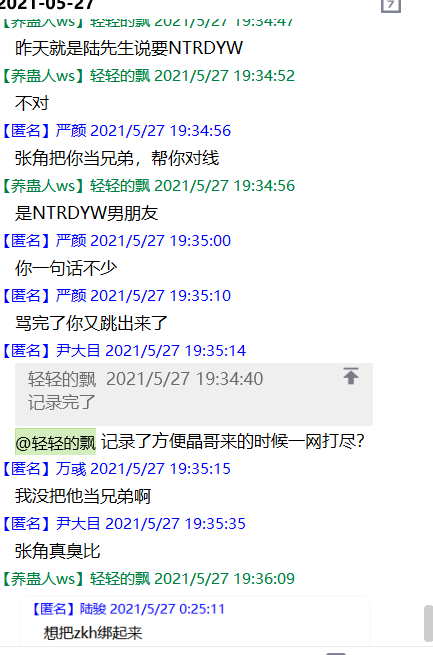 2021-05-27
7
【养蛊人ws】轻轻的飘 2021/5/27 19:34:47
昨天就是陆先生说要NTRDYW
【养蛊人ws】轻轻的飘 2021/5/27 19:34:52
不对
【匿名】严颜 2021/5/27 19:34:56
张角把你当兄弟，帮你对线
【养蛊人ws】轻轻的飘 2021/5/27 19:34:56
是NTRDYW男朋友
【匿名】严颜 2021/5/27 19:35:00
你一句话不少
【匿名】严颜 2021/5/27 19:35:10
骂完了你又跳出来了
【匿名】尹大目 2021/5/27 19:35:14
轻轻的飘 2021/5/27 19:34:40
记录完了
@轻轻的飘 记录了方便晶哥来的时候一网打尽？
【匿名】万彧 2021/5/27 19:35:15
我没把他当兄弟啊
【匿名】尹大目 2021/5/27 19:35:35
张角真臭比
【养蛊人ws】轻轻的飘 2021/5/27 19:36:09
【匿名】陆骏 2021/5/27 0:25:11
想把zkh绑起来